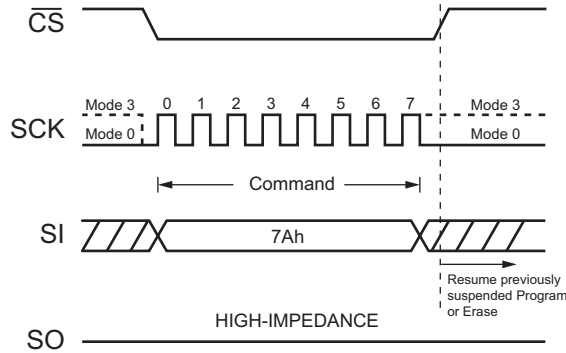 CS
SCK
Mode 3
0 1 2 3 4 5 6 7
Mode 3
Mode 0
Mode 0
Command
SI
7Ah
Resume previously
suspended Program
or Erase
HIGH-IMPEDANCE
SO